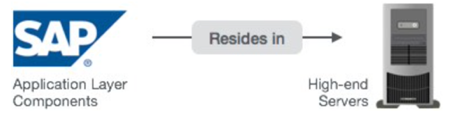 SAP
®
Resides in
Application Layer
Components
High-end
Servers